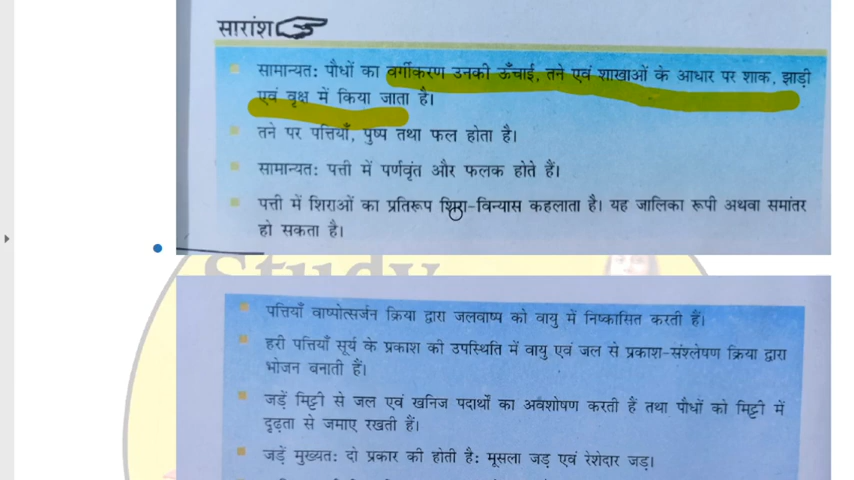 सारांश
सामान्यत: पौधों का वर्गीकरण उनकी ऊँचाई, तने एवं शाखाओं के आधार पर शाक, झाड़ी
एवं वृक्ष में किया जाता है।
तने पर पत्तियाँ, पुष्प तथा फल होता है।
सामान्यत: पत्ती में पर्णवृंत और फलक होते हैं।
पत्ती में शिराओं का प्रतिरूप शिरा-विन्यास कहलाता है। यह जालिका रूपी अथवा समांतर
हो सकता है।
Study
पत्तियाँ वाष्पोत्सर्जन क्रिया द्वारा जलवाष्प को वायु में निष्कासित करती हैं।
हरी पत्तियाँ सूर्य के प्रकाश की उपस्थिति में वायु एवं जल से प्रकाश-संश्लेषण क्रिया द्वारा
भोजन बनाती हैं।
जड़ें मिट्टी से जल एवं खनिज पदार्थों का अवशोषण करती हैं तथा पौधों को मिट्टी में
दृढ़ता से जमाए रखती हैं।
जड़ें मुख्यत: दो प्रकार की होती है: मूसला जड़ एवं रेशेदार जड़।